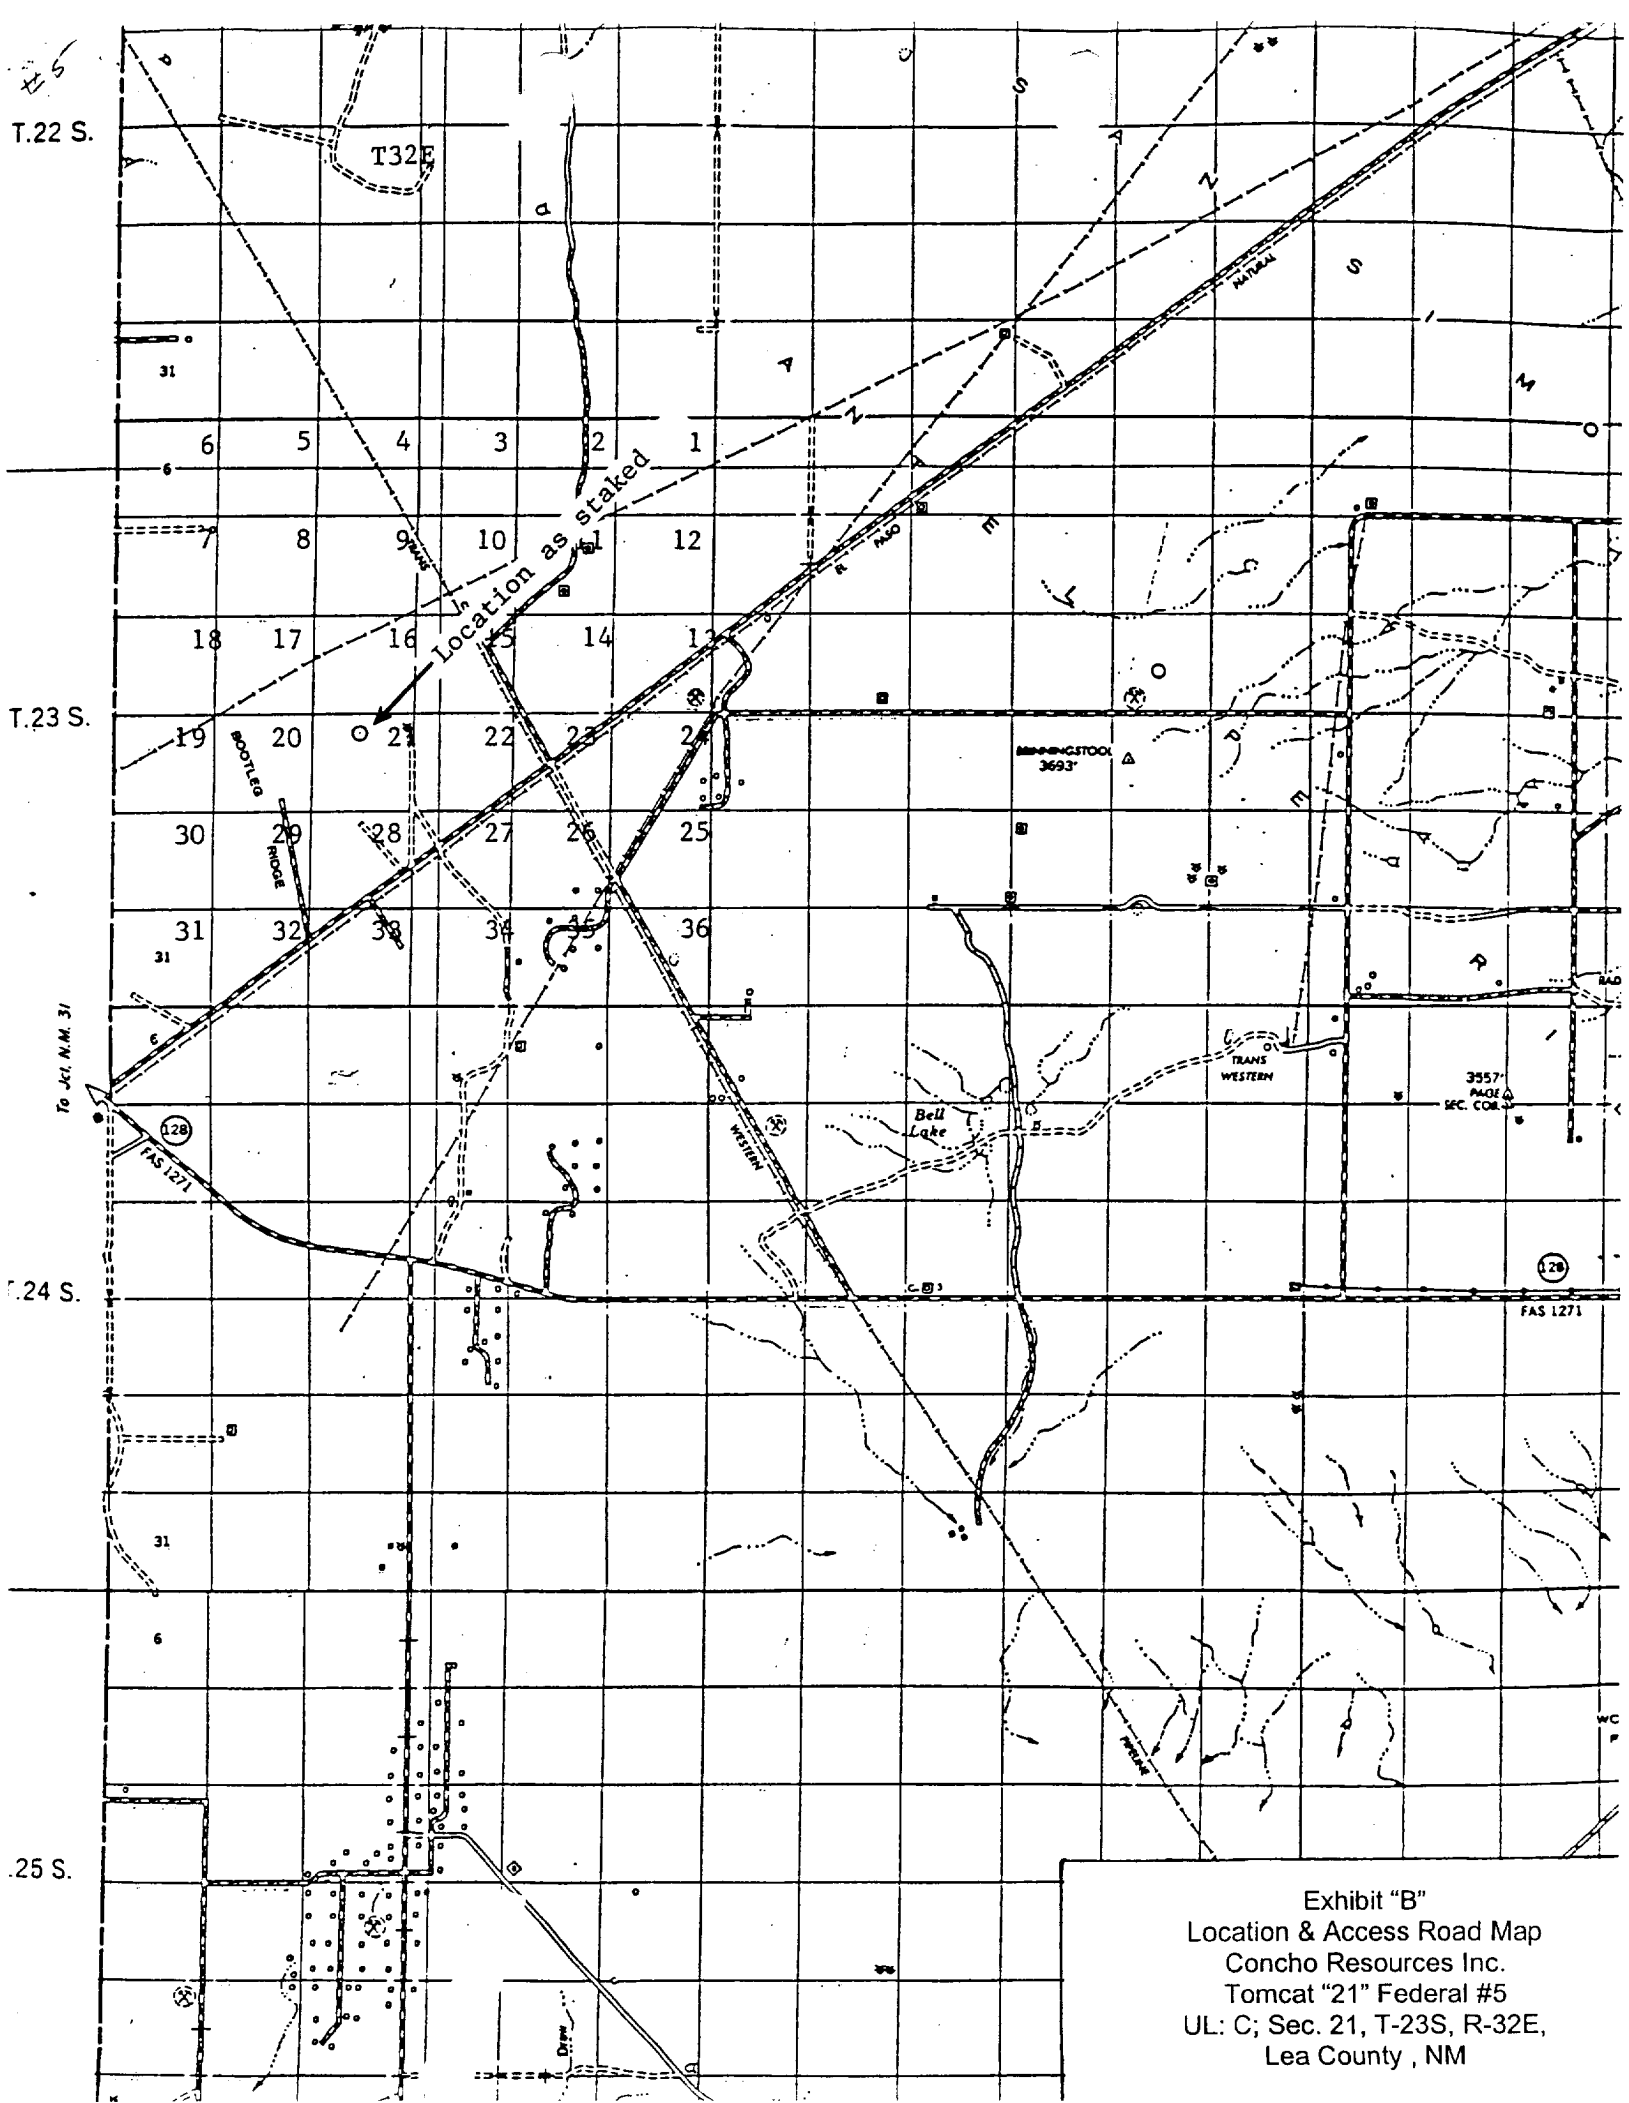 #5
T.22 S.
T32E
NATURAL
31
6 5 4 3 2 1
6
Location as staked
7 8 9 10 11 12
TRANS
EL PASO
18 17 16 15 14 13
T.23 S.
19 20 21 22 23 24
BOOTLEG RIDGE
BRINNINGSTOOL
3693'
30 29 28 27 26 25
31 32 33 34 35 36
31
To Jct. N.M. 31
6
TRANS
WESTERN
3557'
PAGE
SEC. COR.
128
FAS 1271
Bell
Lake
WESTERN
T.24 S.
128
FAS 1271
31
6
PIPELINE
.25 S.
Draw
Exhibit “B”
Location & Access Road Map
Concho Resources Inc.
Tomcat “21” Federal #5
UL: C; Sec. 21, T-23S, R-32E,
Lea County , NM